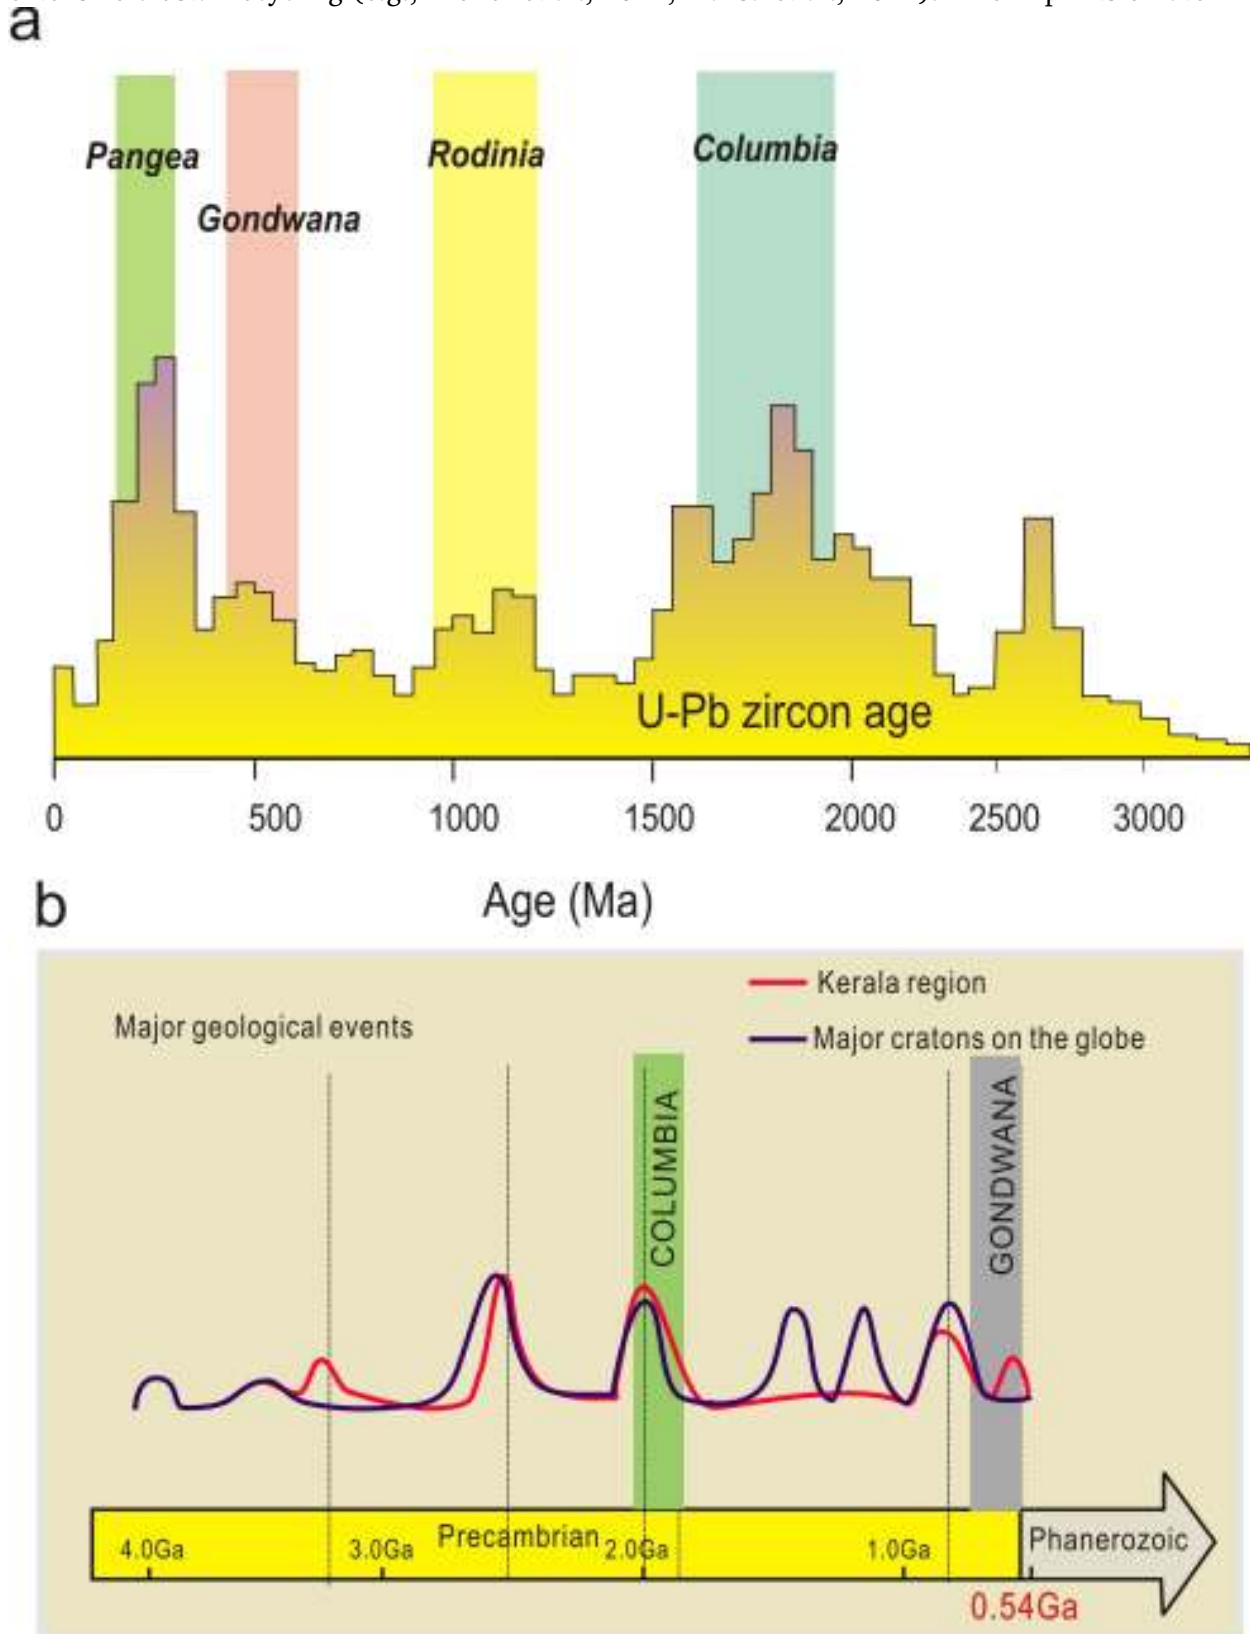 a
Pangea
Rodinia
Columbia
Gondwana
U-Pb zircon age
0 500 1000 1500 2000 2500 3000
Age (Ma)
b
Kerala region
Major geological events
Major cratons on the globe
COLUMBIA
GONDWANA
Precambrian
4.0Ga 3.0Ga 2.0Ga 1.0Ga
Phanerozoic
0.54Ga